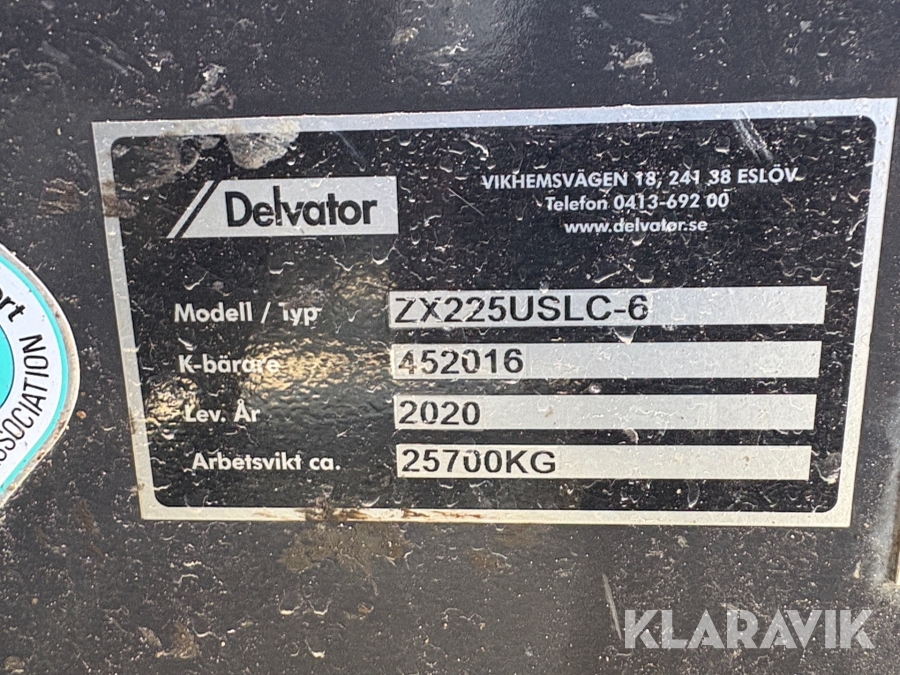 Delvator
VIKHEMSVÄGEN 18, 241 38 ESLÖV
Telefon 0413-692 00
www.delvator.se
Modell / Typ ZX225USLC-6
K-bärare 452016
Lev. År 2020
Arbetsvikt ca. 25700KG
ASSOCIATION
KLARAVIK